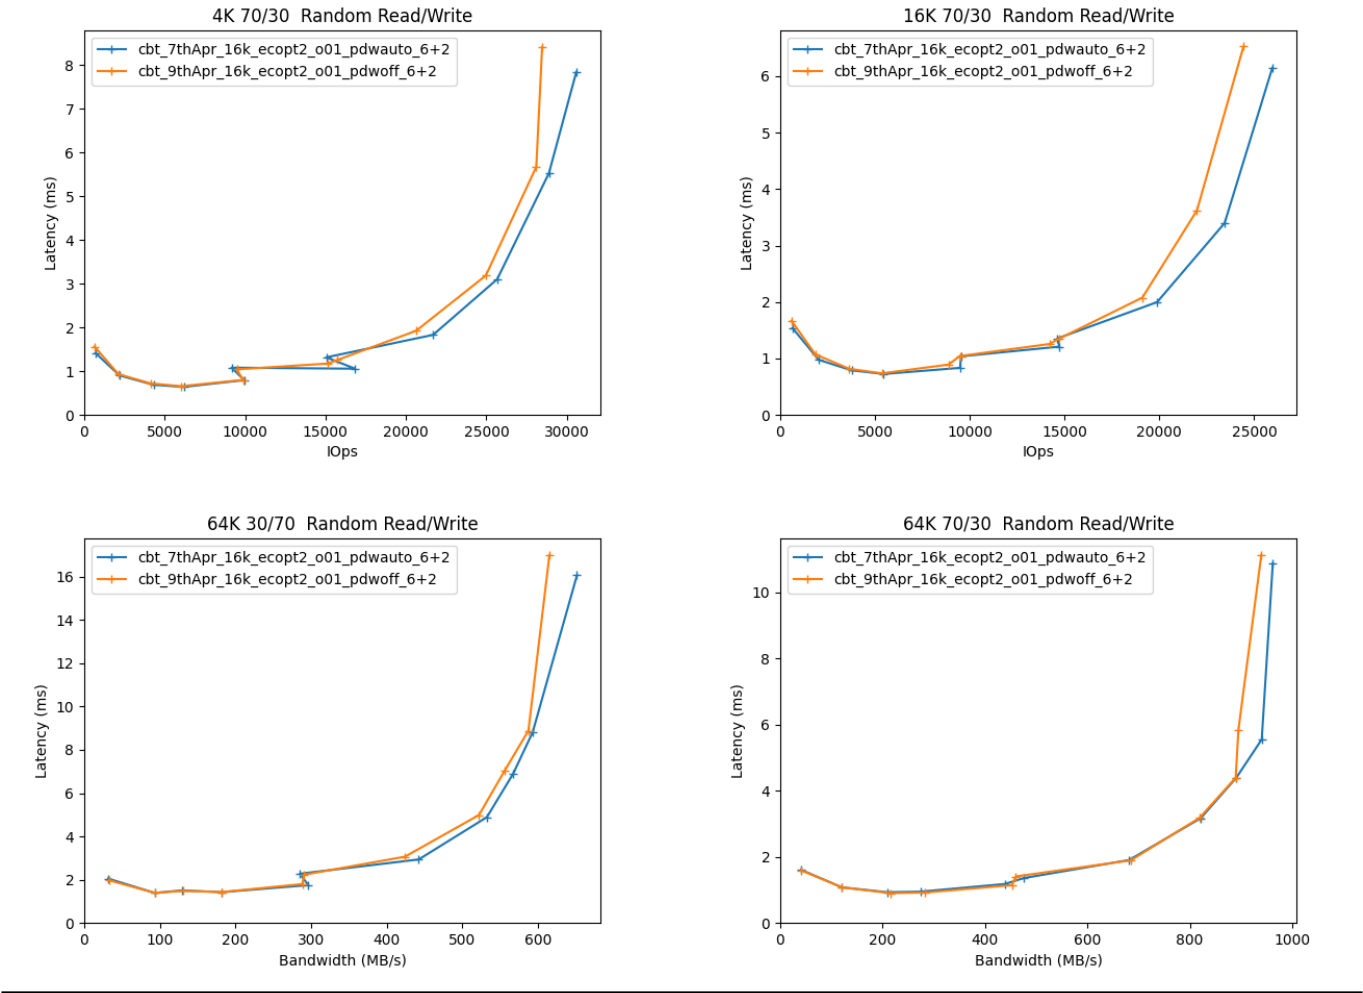 4K 70/30  Random Read/Write
cbt_7thApr_16k_ecopt2_o01_pdwauto_6+2
cbt_9thApr_16k_ecopt2_o01_pdwoff_6+2
8
7
6
5
4
3
2
1
0
Latency (ms)
0 5000 10000 15000 20000 25000 30000
IOps
16K 70/30  Random Read/Write
cbt_7thApr_16k_ecopt2_o01_pdwauto_6+2
cbt_9thApr_16k_ecopt2_o01_pdwoff_6+2
6
5
4
3
2
1
0
Latency (ms)
0 5000 10000 15000 20000 25000
IOps
64K 30/70  Random Read/Write
cbt_7thApr_16k_ecopt2_o01_pdwauto_6+2
cbt_9thApr_16k_ecopt2_o01_pdwoff_6+2
16
14
12
10
8
6
4
2
0
Latency (ms)
0 100 200 300 400 500 600
Bandwidth (MB/s)
64K 70/30  Random Read/Write
cbt_7thApr_16k_ecopt2_o01_pdwauto_6+2
cbt_9thApr_16k_ecopt2_o01_pdwoff_6+2
10
8
6
4
2
0
Latency (ms)
0 200 400 600 800 1000
Bandwidth (MB/s)